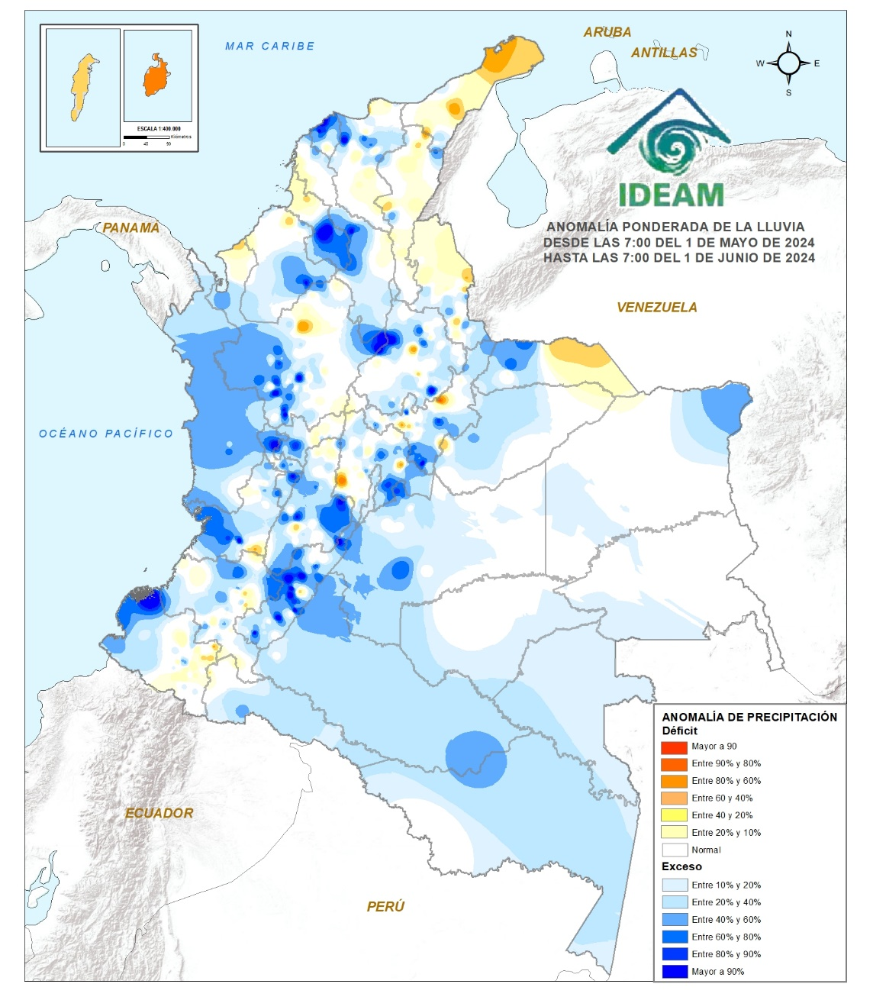 MAR CARIBE
ARUBA
ANTILLAS
N
W
E
S
ESCALA 1:400.000
Kilómetros
0 45 90
IDEAM
PANAMÁ
ANOMALÍA PONDERADA DE LA LLUVIA
DESDE LAS 7:00 DEL 1 DE MAYO DE 2024
HASTA LAS 7:00 DEL 1 DE JUNIO DE 2024
VENEZUELA
OCÉANO PACÍFICO
ECUADOR
PERÚ
ANOMALÍA DE PRECIPITACIÓN
Déficit
Mayor a 90
Entre 90% y 80%
Entre 80% y 60%
Entre 60 y 40%
Entre 40 y 20%
Entre 20% y 10%
Normal
Exceso
Entre 10% y 20%
Entre 20% y 40%
Entre 40% y 60%
Entre 60% y 80%
Entre 80% y 90%
Mayor a 90%